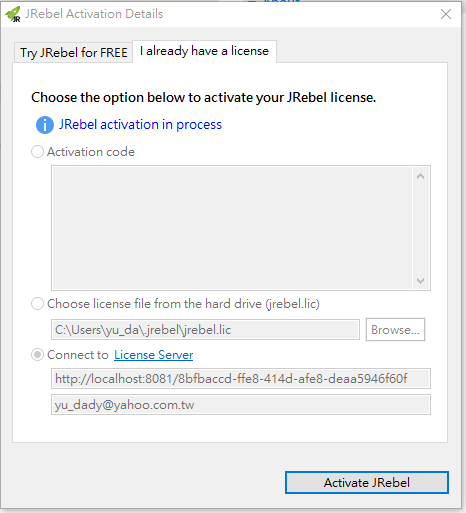 JRebel Activation Details
Try JRebel for FREE
I already have a license
Choose the option below to activate your JRebel license.
JRebel activation in process
Activation code
Choose license file from the hard drive (jrebel.lic)
C:\Users\yu_da\.jrebel\jrebel.lic
Browse...
Connect to License Server
http://localhost:8081/8bfbaccd-ffe8-414d-afe8-deaa5946f60f
yu_dady@yahoo.com.tw
Activate JRebel